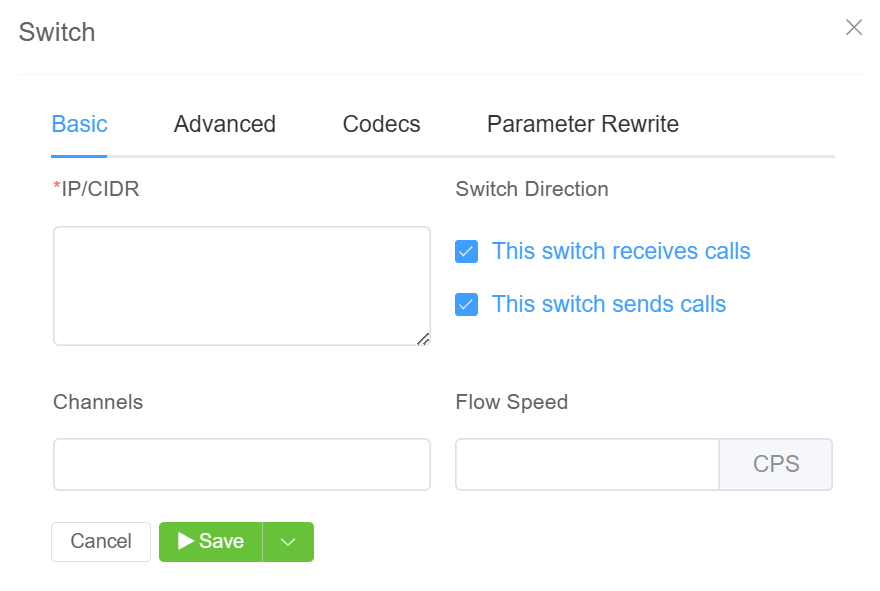 Switch
Basic Advanced Codecs Parameter Rewrite
*IP/CIDR Switch Direction
This switch receives calls
This switch sends calls
Channels Flow Speed
CPS
Cancel Save